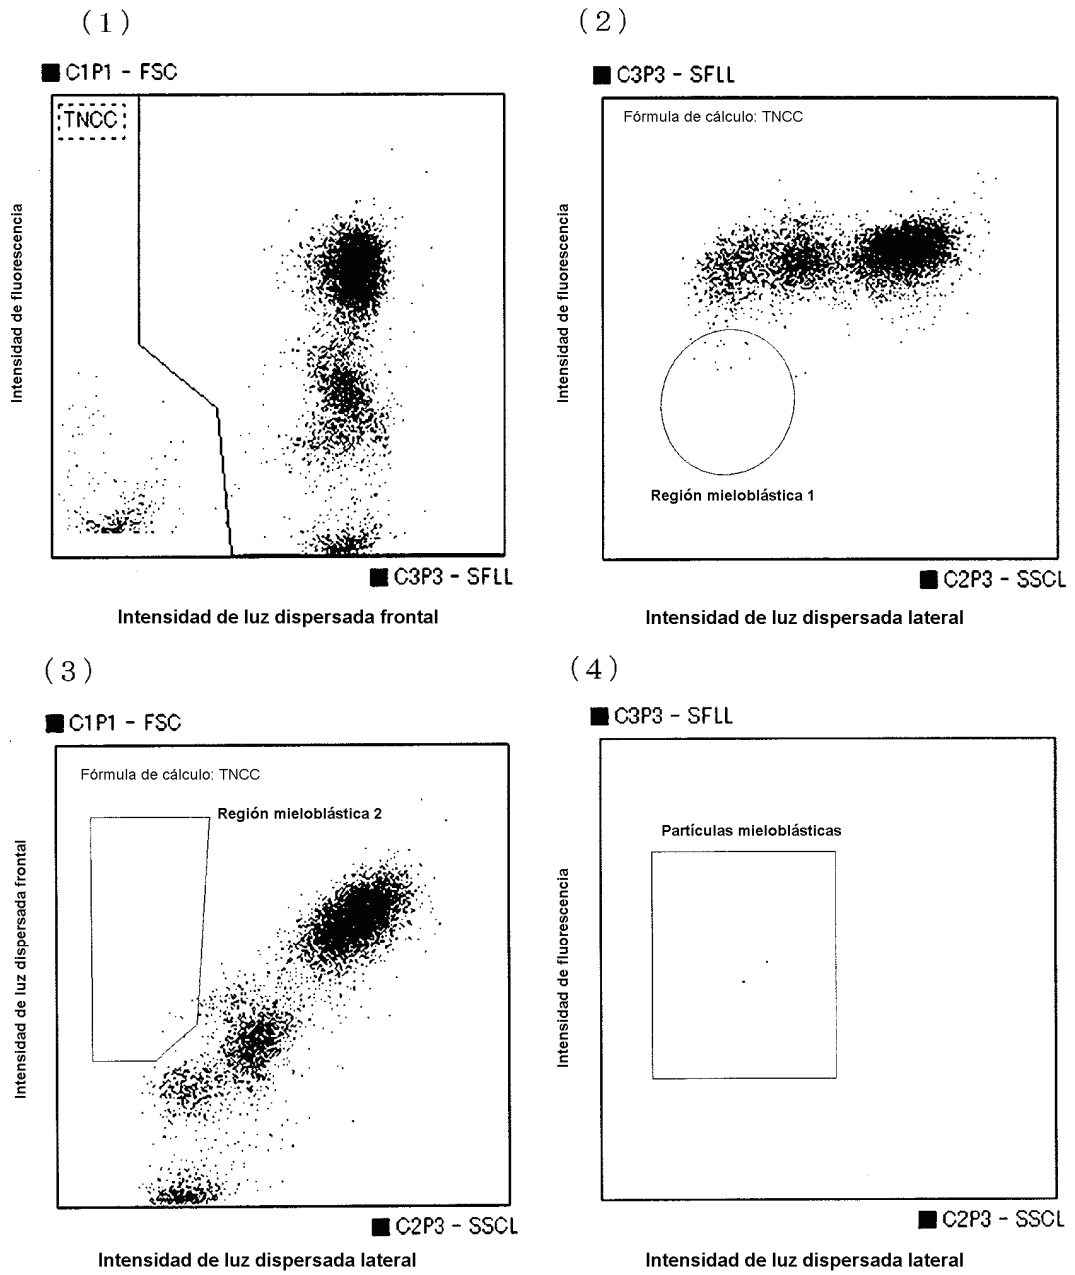 (1)
C1P1 - FSC
TNCC
Intensidad de fluorescencia
C3P3 - SFLL
Intensidad de luz dispersada frontal
(2)
C3P3 - SFLL
Fórmula de cálculo: TNCC
Intensidad de fluorescencia
Región mieloblástica 1
C2P3 - SSCL
Intensidad de luz dispersada lateral
(3)
C1P1 - FSC
Fórmula de cálculo: TNCC
Región mieloblástica 2
Intensidad de luz dispersada frontal
C2P3 - SSCL
Intensidad de luz dispersada lateral
(4)
C3P3 - SFLL
Partículas mieloblásticas
Intensidad de fluorescencia
C2P3 - SSCL
Intensidad de luz dispersada lateral